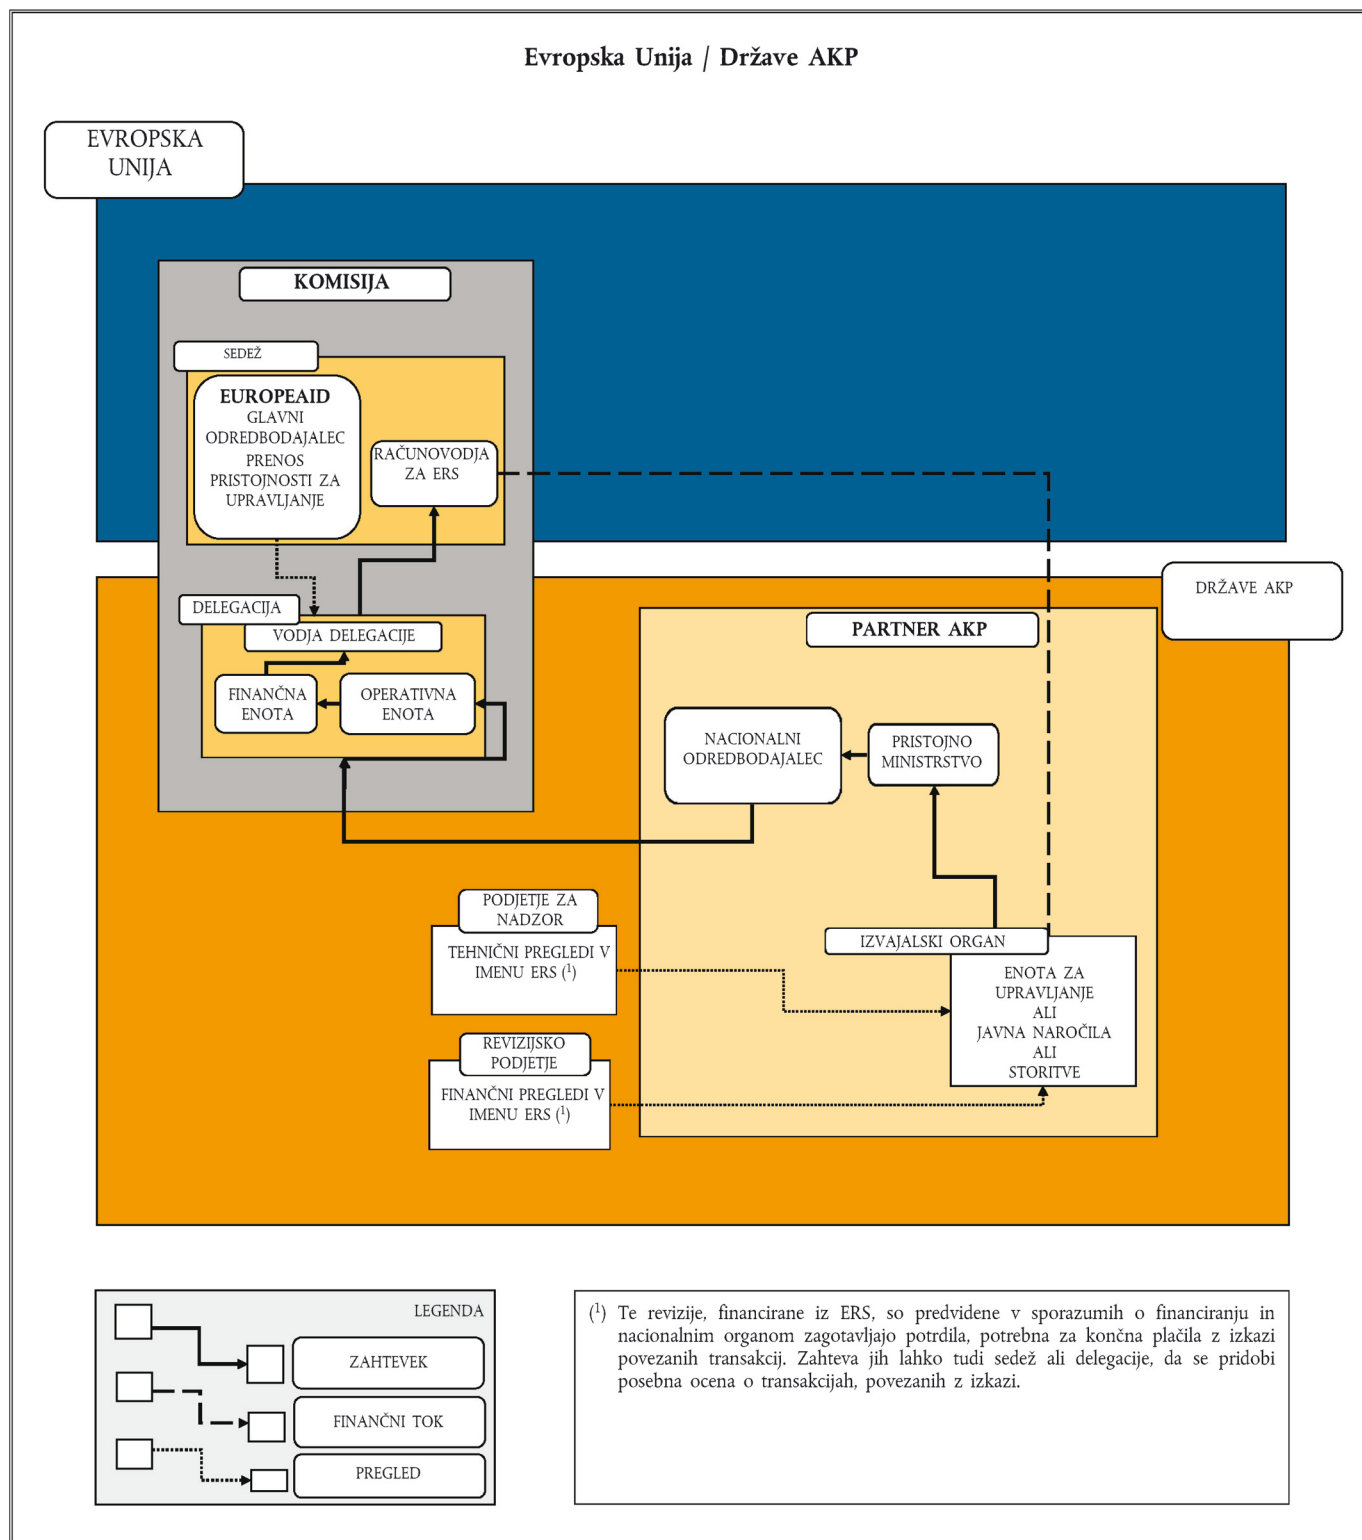 Evropska Unija / Države AKP
EVROPSKA
UNIJA
KOMISIJA
SEDEŽ
EUROPEAID
GLAVNI
ODREDBODAJALEC
PRENOS
PRISTOJNOSTI ZA
UPRAVLJANJE
RAČUNOVODJA
ZA ERS
DRŽAVE AKP
DELEGACIJA
VODJA DELEGACIJE
FINANČNA
ENOTA
OPERATIVNA
ENOTA
PARTNER AKP
NACIONALNI
ODREDBODAJALEC
PRISTOJNO
MINISTRSTVO
PODJETJE ZA
NADZOR
TEHNIČNI PREGLEDI V
IMENU ERS (¹)
IZVAJALSKI ORGAN
ENOTA ZA
UPRAVLJANJE
ALI
JAVNA NAROČILA
ALI
STORITVE
REVIZIJSKO
PODJETJE
FINANČNI PREGLEDI V
IMENU ERS (¹)
LEGENDA
ZAHTEVEK
FINANČNI TOK
PREGLED
(¹) Te revizije, financirane iz ERS, so predvidene v sporazumih o financiranju in
nacionalnim organom zagotavljajo potrdila, potrebna za končna plačila z izkazi
povezanih transakcij. Zahteva jih lahko tudi sedež ali delegacije, da se pridobi
posebna ocena o transakcijah, povezanih z izkazi.